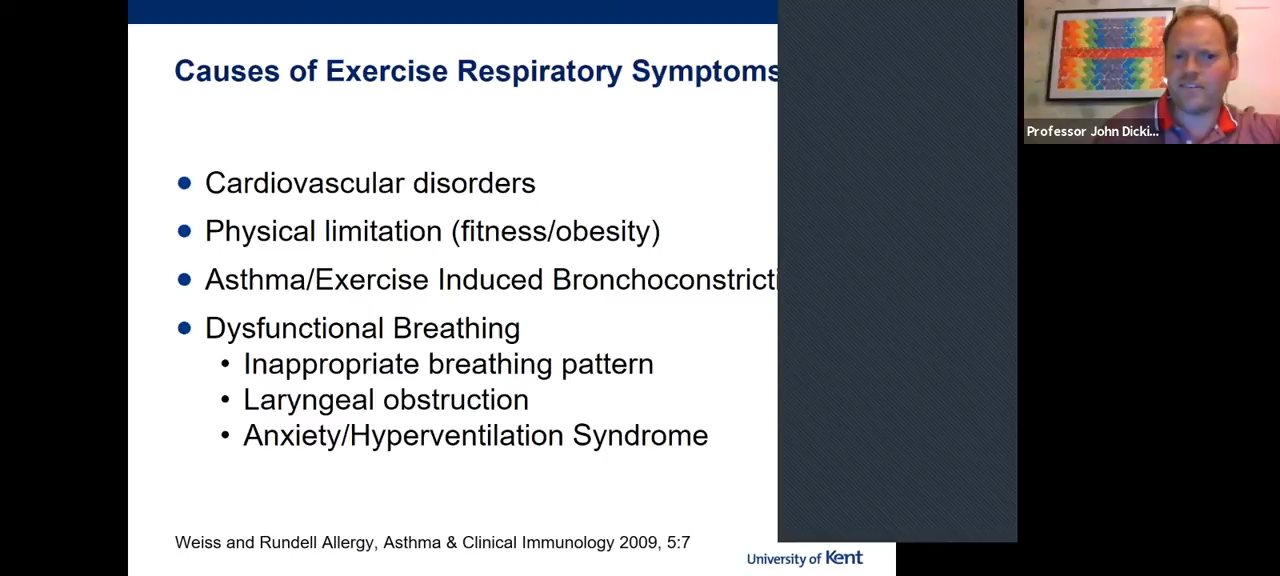 Causes of Exercise Respiratory Symptoms
Professor John Dicki...
Cardiovascular disorders
Physical limitation (fitness/obesity)
Asthma/Exercise Induced Bronchoconstricti
Dysfunctional Breathing
Inappropriate breathing pattern
Laryngeal obstruction
Anxiety/Hyperventilation Syndrome
Weiss and Rundell Allergy, Asthma & Clinical Immunology 2009, 5:7
University of Kent